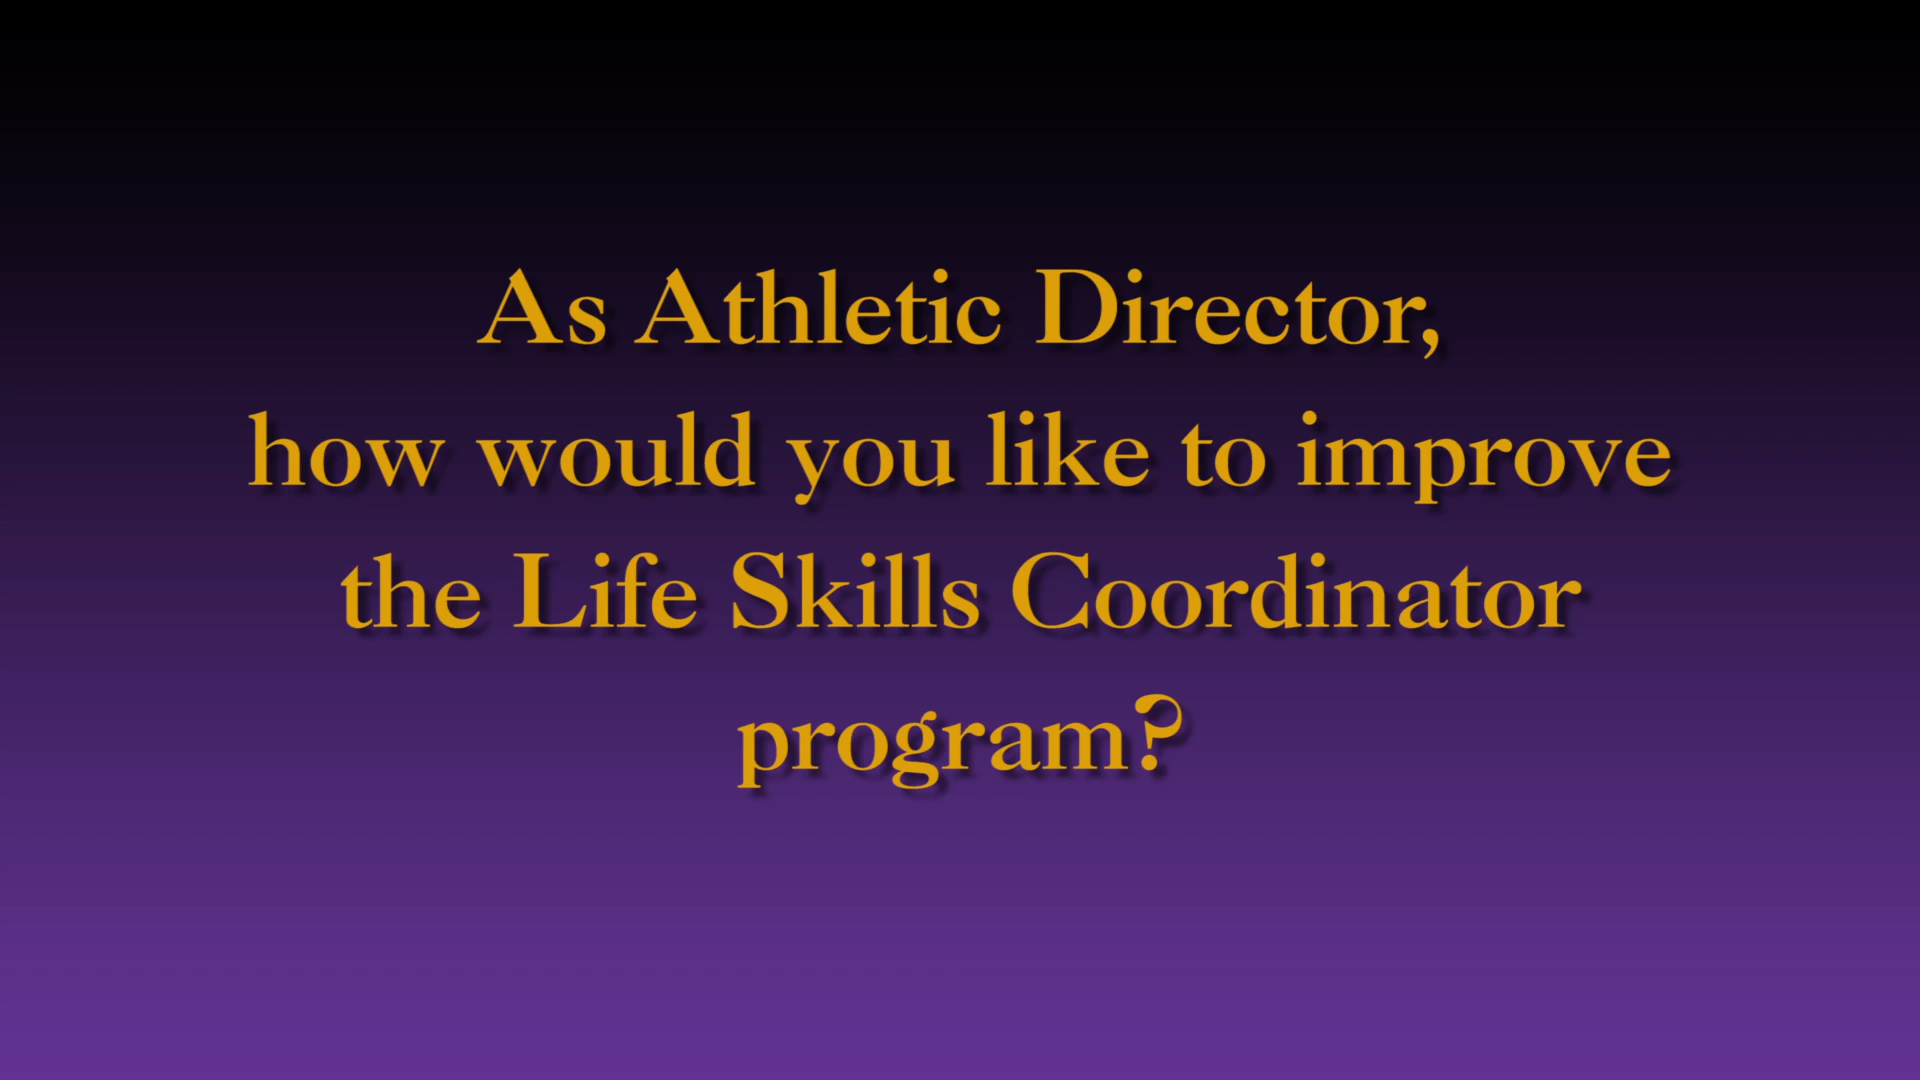 As Athletic Director,
how would you like to improve
the Life Skills Coordinator
program?